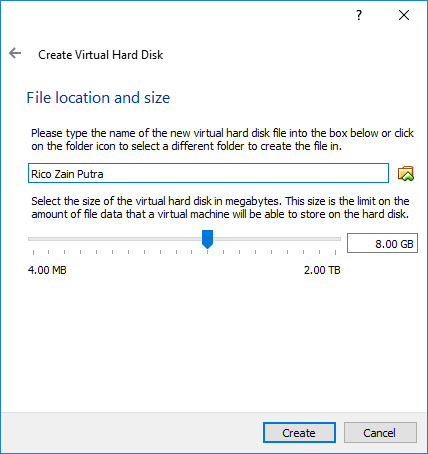 ?
Create Virtual Hard Disk
File location and size
Please type the name of the new virtual hard disk file into the box below or click
on the folder icon to select a different folder to create the file in.
Rico Zain Putra
Select the size of the virtual hard disk in megabytes. This size is the limit on the
amount of file data that a virtual machine will be able to store on the hard disk.
8.00 GB
4.00 MB 2.00 TB
Create Cancel